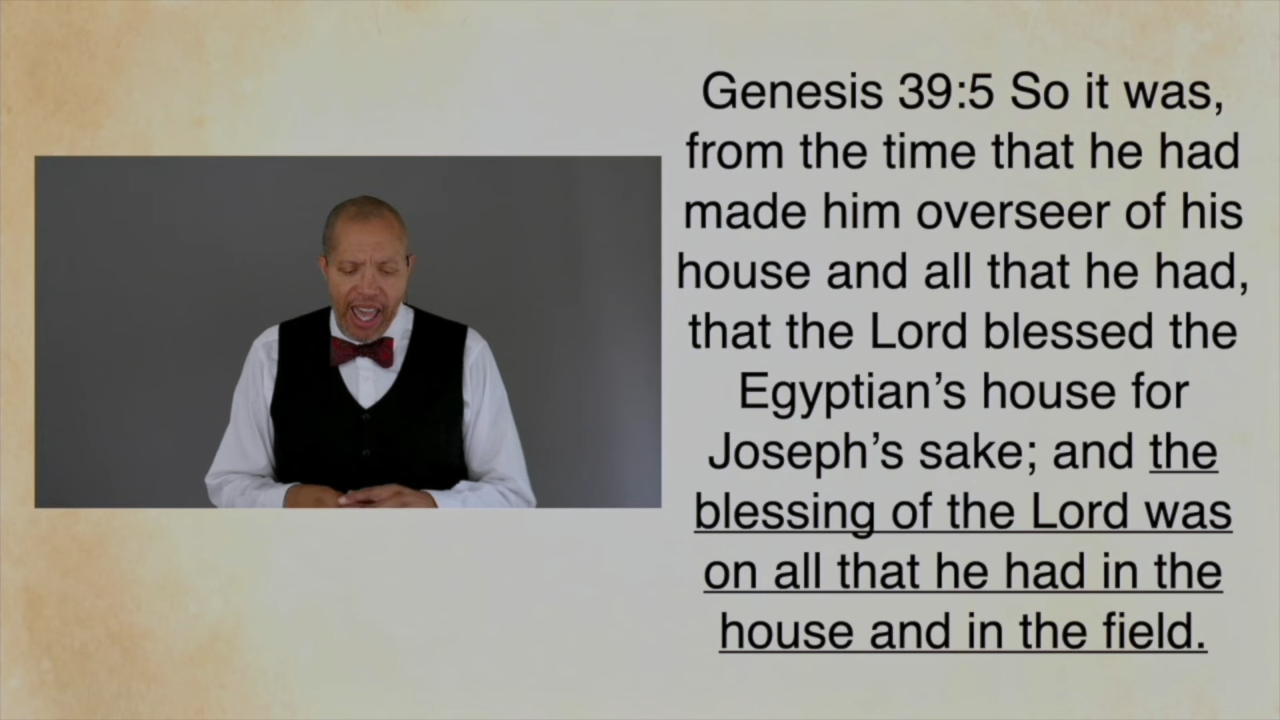 Genesis 39:5 So it was,
from the time that he had
made him overseer of his
house and all that he had,
that the Lord blessed the
Egyptian’s house for
Joseph’s sake; and the
blessing of the Lord was
on all that he had in the
house and in the field.